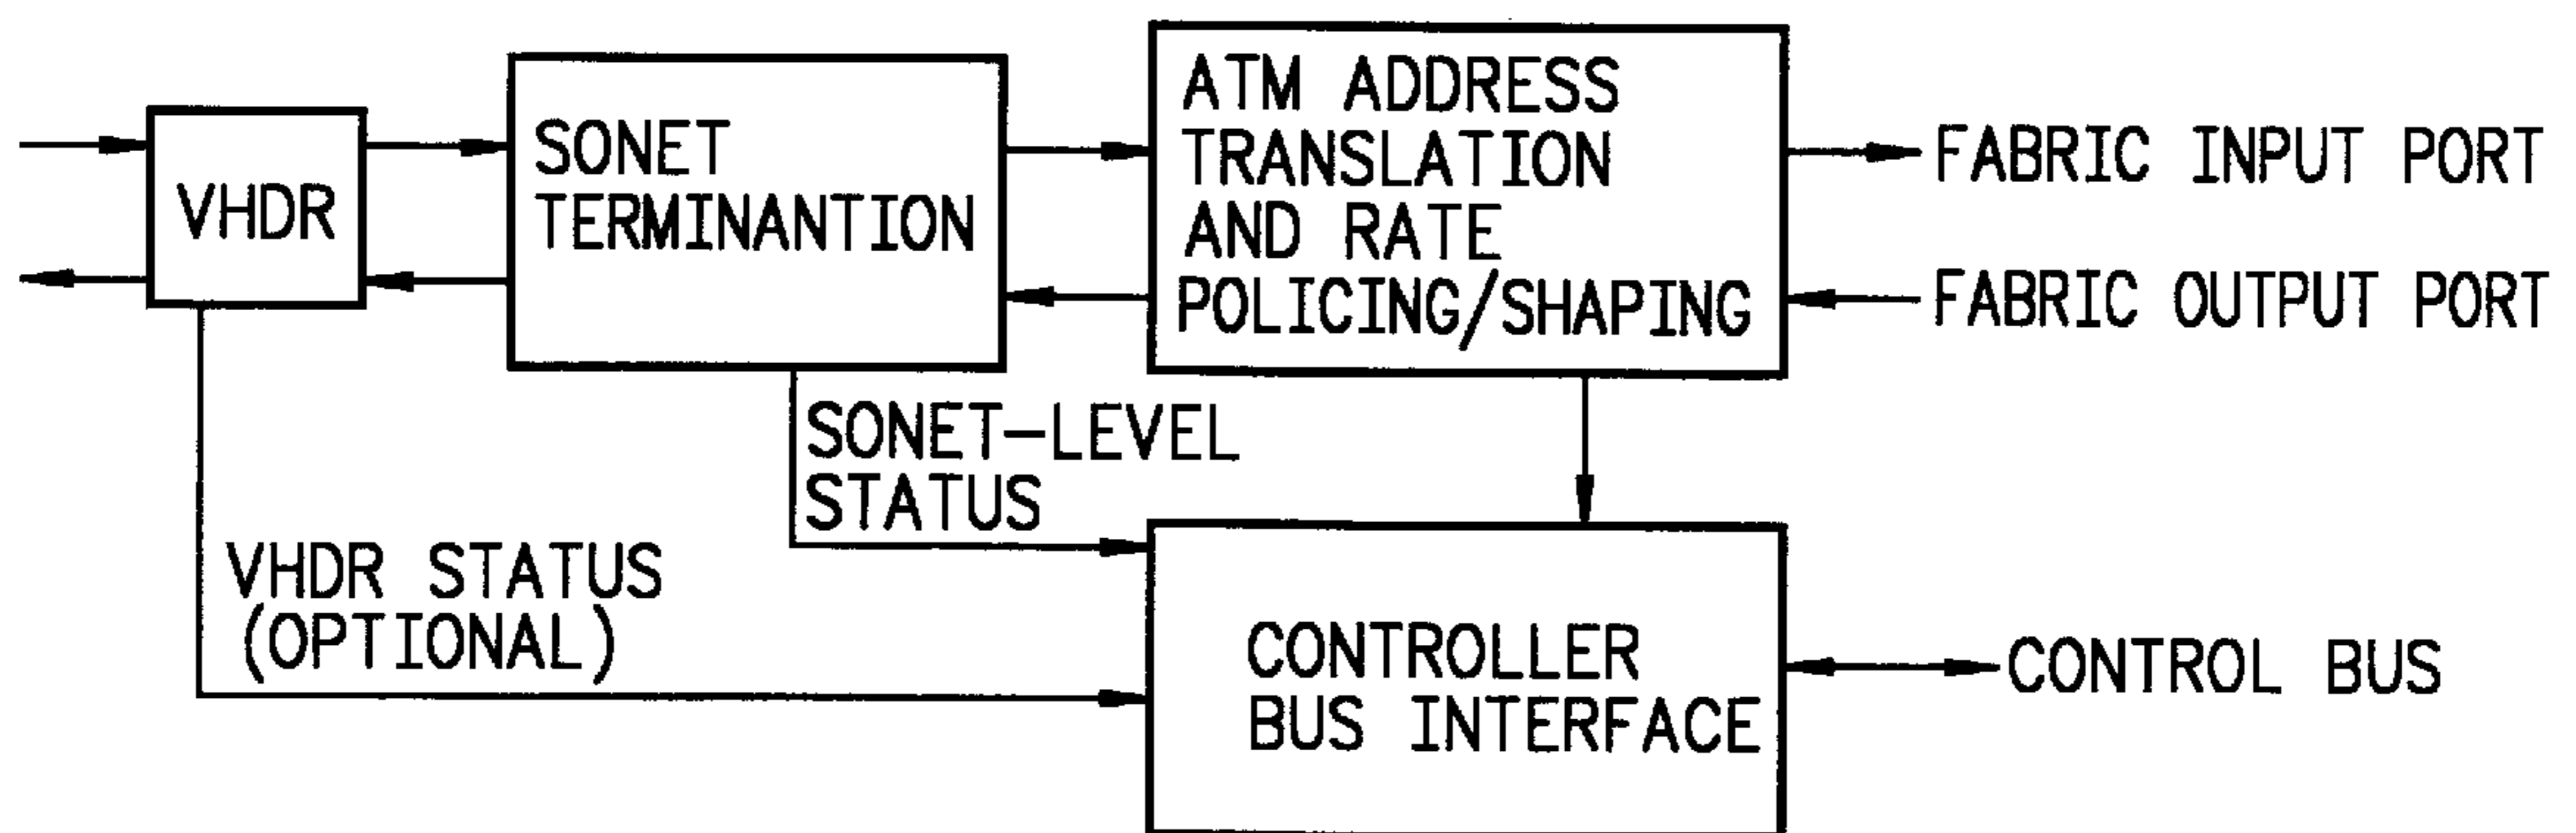 VHDR
SONET
TERMINANTION
ATM ADDRESS
TRANSLATION
AND RATE
POLICING/SHAPING
FABRIC INPUT PORT
FABRIC OUTPUT PORT
SONET-LEVEL
STATUS
VHDR STATUS
(OPTIONAL)
CONTROLLER
BUS INTERFACE
CONTROL BUS